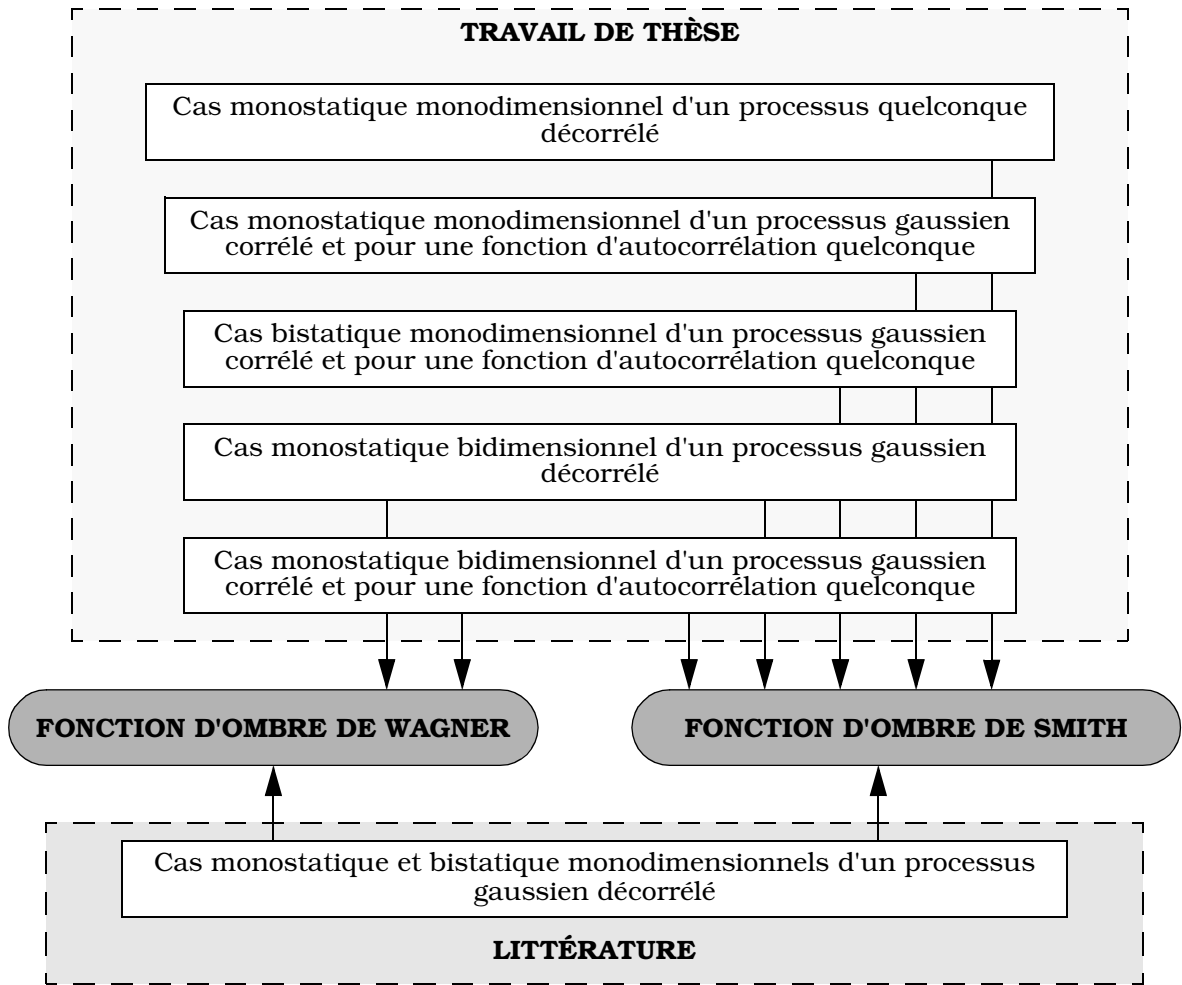 TRAVAIL DE THÈSE
Cas monostatique monodimensionnel d'un processus quelconque
décorrélé
Cas monostatique monodimensionnel d'un processus gaussien
corrélé et pour une fonction d'autocorrélation quelconque
Cas bistatique monodimensionnel d'un processus gaussien
corrélé et pour une fonction d'autocorrélation quelconque
Cas monostatique bidimensionnel d'un processus gaussien
décorrélé
Cas monostatique bidimensionnel d'un processus gaussien
corrélé et pour une fonction d'autocorrélation quelconque
FONCTION D'OMBRE DE WAGNER
FONCTION D'OMBRE DE SMITH
Cas monostatique et bistatique monodimensionnels d'un processus
gaussien décorrélé
LITTÉRATURE